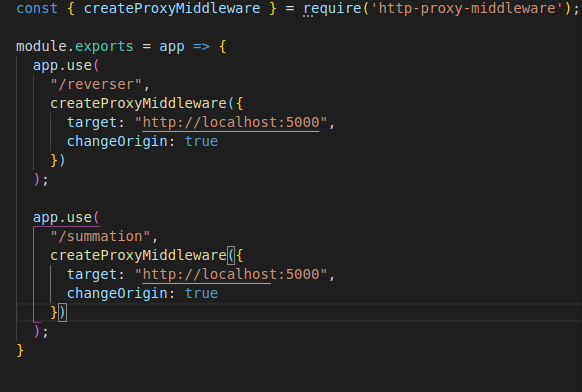 const { createProxyMiddleware } = require('http-proxy-middleware');
module.exports = app => {
app.use(
"/reverser",
createProxyMiddleware({
target: "http://localhost:5000",
changeOrigin: true
})
);
app.use(
"/summation",
createProxyMiddleware({
target: "http://localhost:5000",
changeOrigin: true
})
);
}